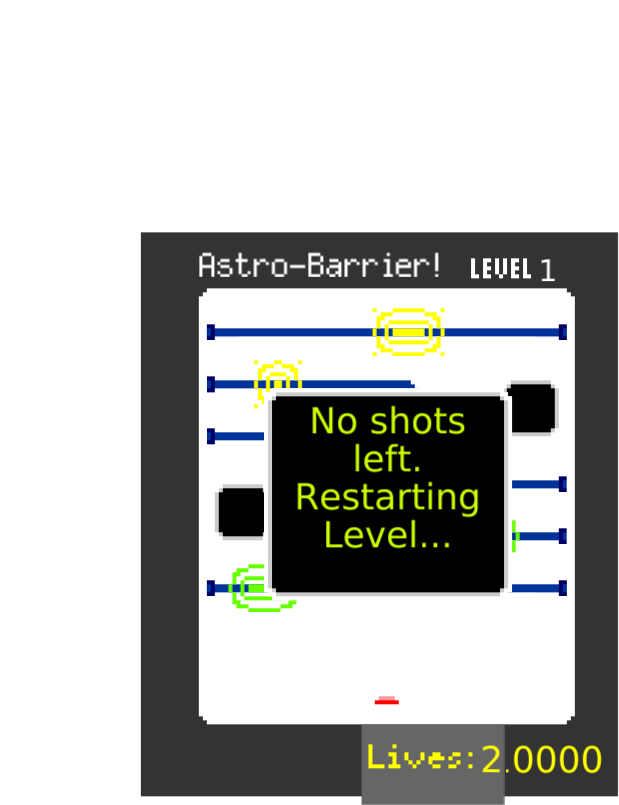 Astro-Barrier! LEVEL 1
No shots
left.
Restarting
Level...
Lives:2.0000